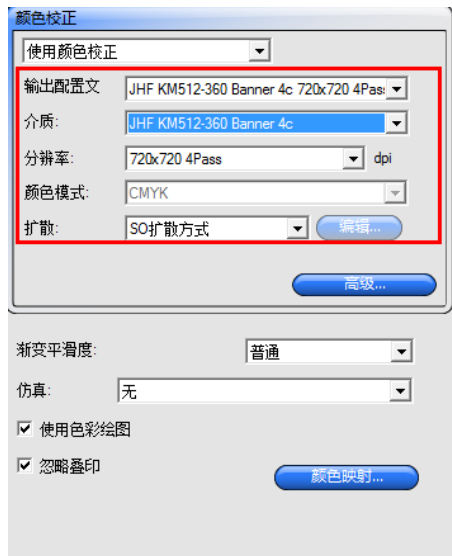 颜色校正
使用颜色校正
输出配置文 JHF KM512-360 Banner 4c 720x720 4Pas
介质: JHF KM512-360 Banner 4c
分辨率: 720x720 4Pass dpi
颜色模式: CMYK
扩散: SO扩散方式 编辑...
高级...
渐变平滑度: 普通
仿真: 无
使用色彩绘图
忽略叠印
颜色映射...